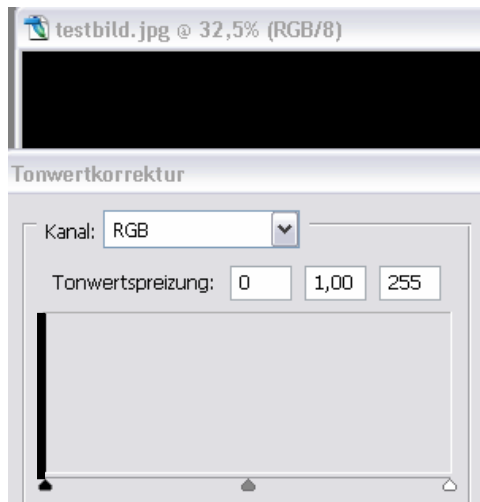 testbild.jpg @ 32,5% (RGB/8)
Tonwertkorrektur
Kanal: RGB
Tonwertspreizung: 0 1,00 255